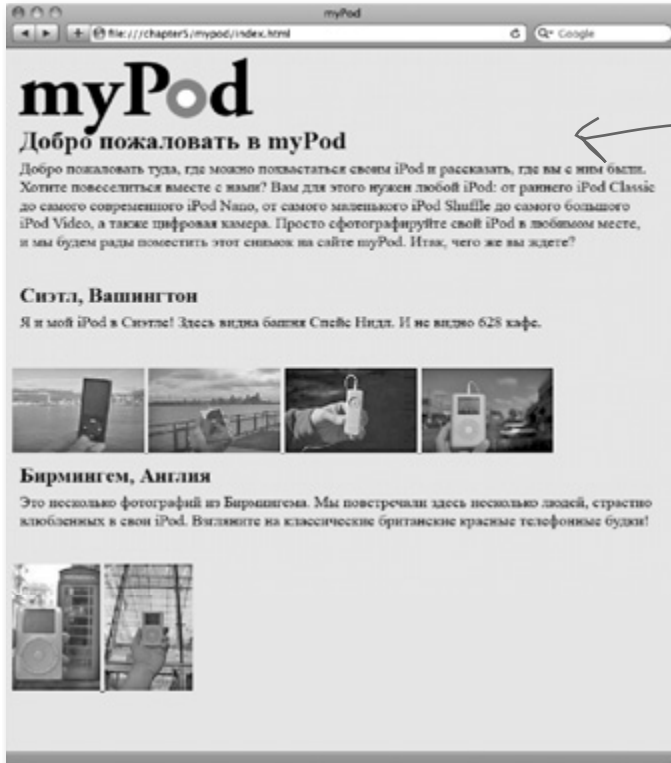 myPod
file:///chapter5/mypod/index.html
Google
myPod
Добро пожаловать в myPod
Добро пожаловать туда, где можно похвастаться своим iPod и рассказать, где вы с ним были.
Хотите повеселиться вместе с нами? Вам для этого нужен любой iPod: от раннего iPod Classic
до самого современного iPod Nano, от самого маленького iPod Shuffle до самого большого
iPod Video, а также цифровая камера. Просто сфотографируйте свой iPod в любимом месте,
и мы будем рады поместить этот снимок на сайте myPod. Итак, чего же вы ждете?
Сиэтл, Вашингтон
Я и мой iPod в Сиэтле! Здесь видна башня Спейс Нидл. И не видно 628 кафе.
Бирмингем, Англия
Это несколько фотографий из Бирмингема. Мы повстречали здесь несколько людей, страстно
влюбленных в свои iPod. Взгляните на классические британские красные телефонные будки!